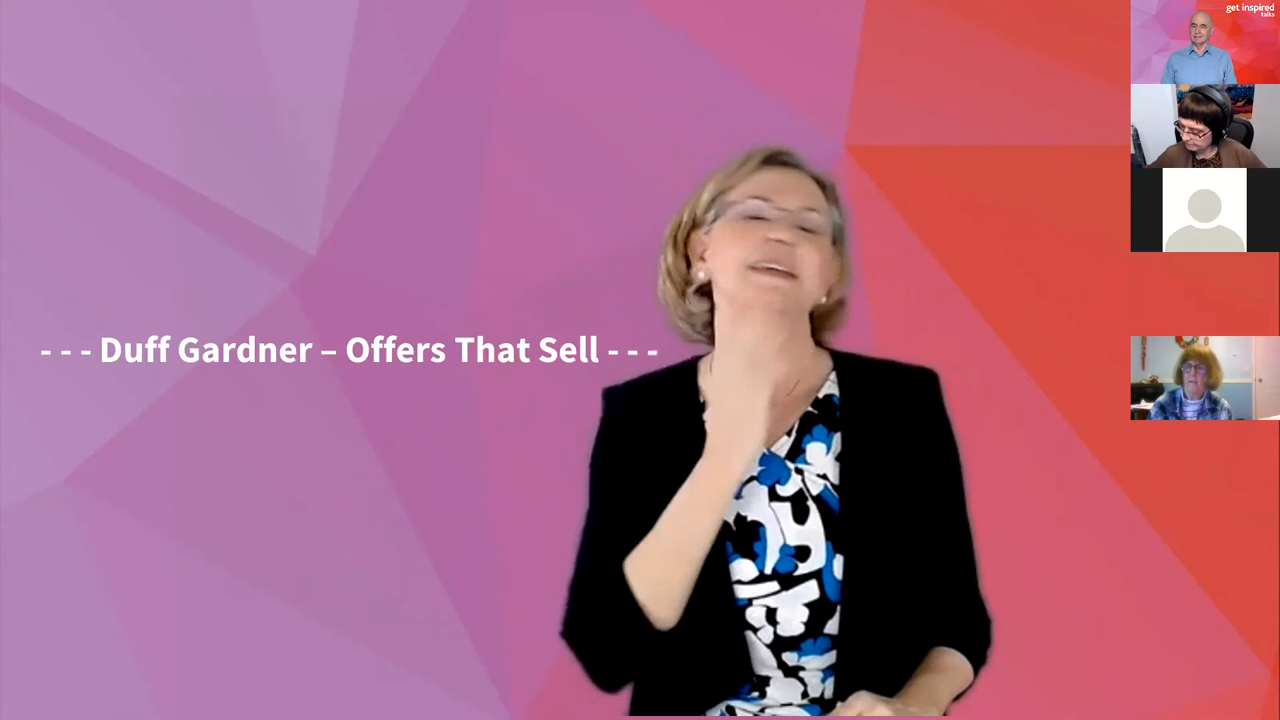 get inspired
talks
- - - Duff Gardner – Offers That Sell - - -